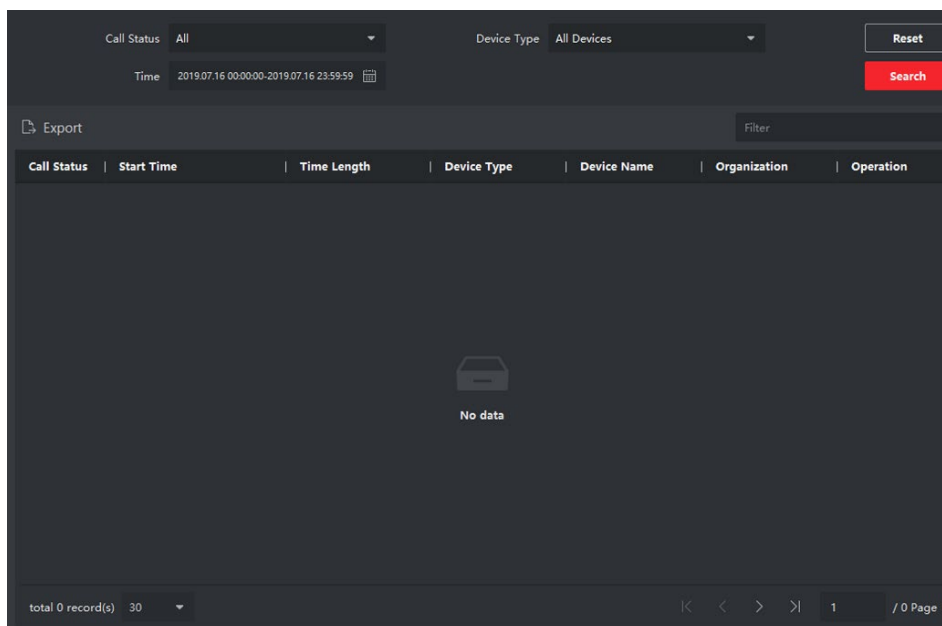 Call Status All Device Type All Devices Reset
Time 2019.07.16 00:00:00-2019.07.16 23:59:59 Search
Export Filter
Call Status | Start Time | Time Length | Device Type | Device Name | Organization | Operation
No data
total 0 record(s) 30 1 / 0 Page